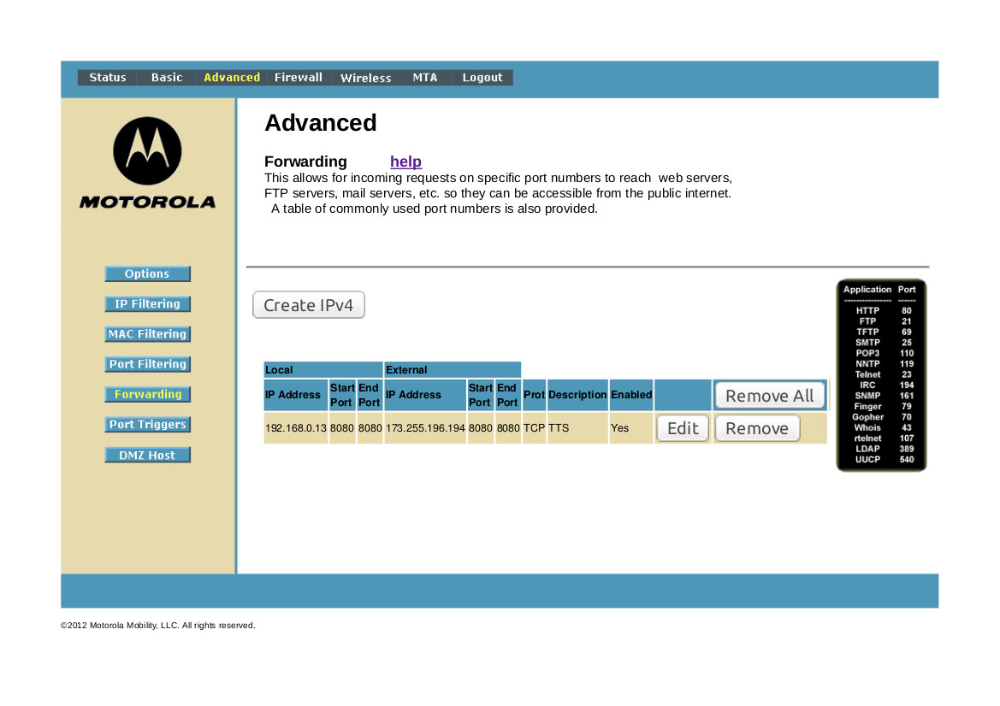 Status Basic Advanced Firewall Wireless MTA Logout
MOTOROLA
Options
IP Filtering
MAC Filtering
Port Filtering
Forwarding
Port Triggers
DMZ Host
Advanced
Forwarding help
This allows for incoming requests on specific port numbers to reach  web servers,
FTP servers, mail servers, etc. so they can be accessible from the public internet.
A table of commonly used port numbers is also provided.
Create IPv4
Local External
IP Address Start Port End Port IP Address Start Port End Port Prot Description Enabled Remove All
192.168.0.13 8080 8080 173.255.196.194 8080 8080 TCP TTS Yes Edit Remove
Application Port
---------------- ------
HTTP 80
FTP 21
TFTP 69
SMTP 25
POP3 110
NNTP 119
Telnet 23
IRC 194
SNMP 161
Finger 79
Gopher 70
Whois 43
rtelnet 107
LDAP 389
UUCP 540
©2012 Motorola Mobility, LLC. All rights reserved.